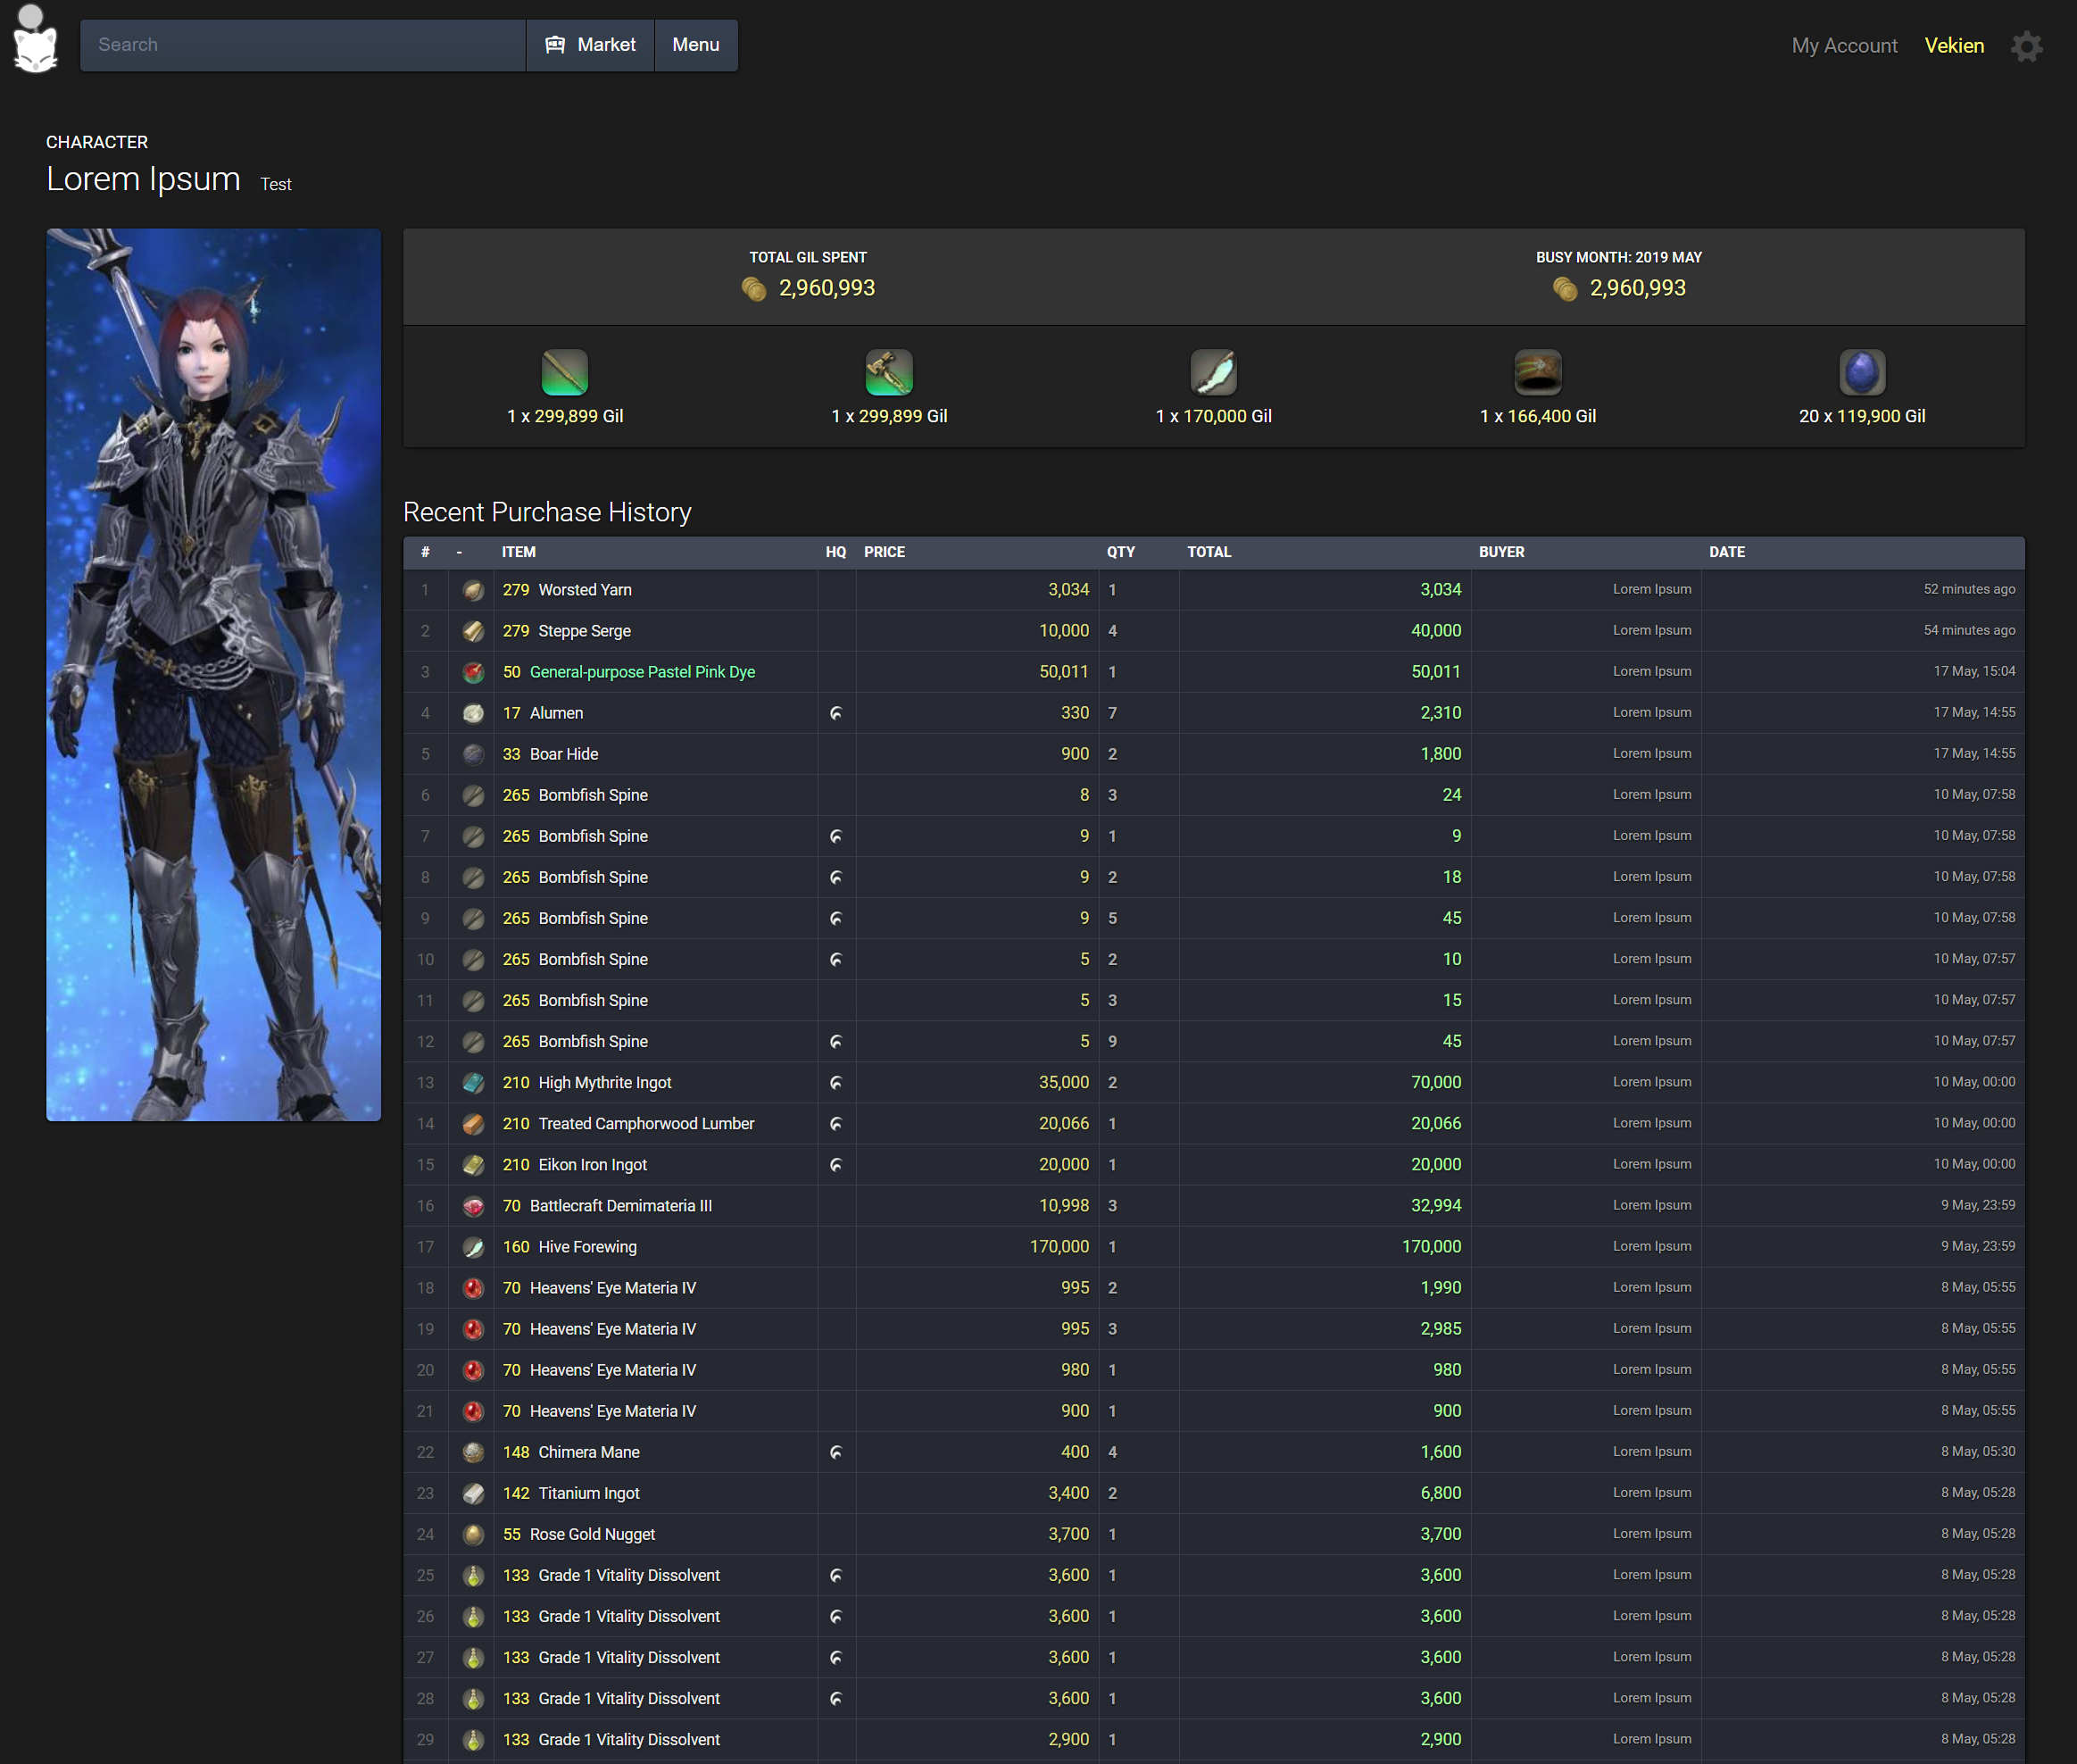 Search Market Menu My Account Vekien
CHARACTER
Lorem Ipsum Test
TOTAL GIL SPENT BUSY MONTH: 2019 MAY
2,960,993 2,960,993
1 x 299,899 Gil 1 x 299,899 Gil 1 x 170,000 Gil 1 x 166,400 Gil 20 x 119,900 Gil
Recent Purchase History
# - ITEM HQ PRICE QTY TOTAL BUYER DATE
1 279 Worsted Yarn 3,034 1 3,034 Lorem Ipsum 52 minutes ago
2 279 Steppe Serge 10,000 4 40,000 Lorem Ipsum 54 minutes ago
3 50 General-purpose Pastel Pink Dye 50,011 1 50,011 Lorem Ipsum 17 May, 15:04
4 17 Alumen 330 7 2,310 Lorem Ipsum 17 May, 14:55
5 33 Boar Hide 900 2 1,800 Lorem Ipsum 17 May, 14:55
6 265 Bombfish Spine 8 3 24 Lorem Ipsum 10 May, 07:58
7 265 Bombfish Spine 9 1 9 Lorem Ipsum 10 May, 07:58
8 265 Bombfish Spine 9 2 18 Lorem Ipsum 10 May, 07:58
9 265 Bombfish Spine 9 5 45 Lorem Ipsum 10 May, 07:58
10 265 Bombfish Spine 5 2 10 Lorem Ipsum 10 May, 07:57
11 265 Bombfish Spine 5 3 15 Lorem Ipsum 10 May, 07:57
12 265 Bombfish Spine 5 9 45 Lorem Ipsum 10 May, 07:57
13 210 High Mythrite Ingot 35,000 2 70,000 Lorem Ipsum 10 May, 00:00
14 210 Treated Camphorwood Lumber 20,066 1 20,066 Lorem Ipsum 10 May, 00:00
15 210 Eikon Iron Ingot 20,000 1 20,000 Lorem Ipsum 10 May, 00:00
16 70 Battlecraft Demimateria III 10,998 3 32,994 Lorem Ipsum 9 May, 23:59
17 160 Hive Forewing 170,000 1 170,000 Lorem Ipsum 9 May, 23:59
18 70 Heavens' Eye Materia IV 995 2 1,990 Lorem Ipsum 8 May, 05:55
19 70 Heavens' Eye Materia IV 995 3 2,985 Lorem Ipsum 8 May, 05:55
20 70 Heavens' Eye Materia IV 980 1 980 Lorem Ipsum 8 May, 05:55
21 70 Heavens' Eye Materia IV 900 1 900 Lorem Ipsum 8 May, 05:55
22 148 Chimera Mane 400 4 1,600 Lorem Ipsum 8 May, 05:30
23 142 Titanium Ingot 3,400 2 6,800 Lorem Ipsum 8 May, 05:28
24 55 Rose Gold Nugget 3,700 1 3,700 Lorem Ipsum 8 May, 05:28
25 133 Grade 1 Vitality Dissolvent 3,600 1 3,600 Lorem Ipsum 8 May, 05:28
26 133 Grade 1 Vitality Dissolvent 3,600 1 3,600 Lorem Ipsum 8 May, 05:28
27 133 Grade 1 Vitality Dissolvent 3,600 1 3,600 Lorem Ipsum 8 May, 05:28
28 133 Grade 1 Vitality Dissolvent 3,600 1 3,600 Lorem Ipsum 8 May, 05:28
29 133 Grade 1 Vitality Dissolvent 2,900 1 2,900 Lorem Ipsum 8 May, 05:28